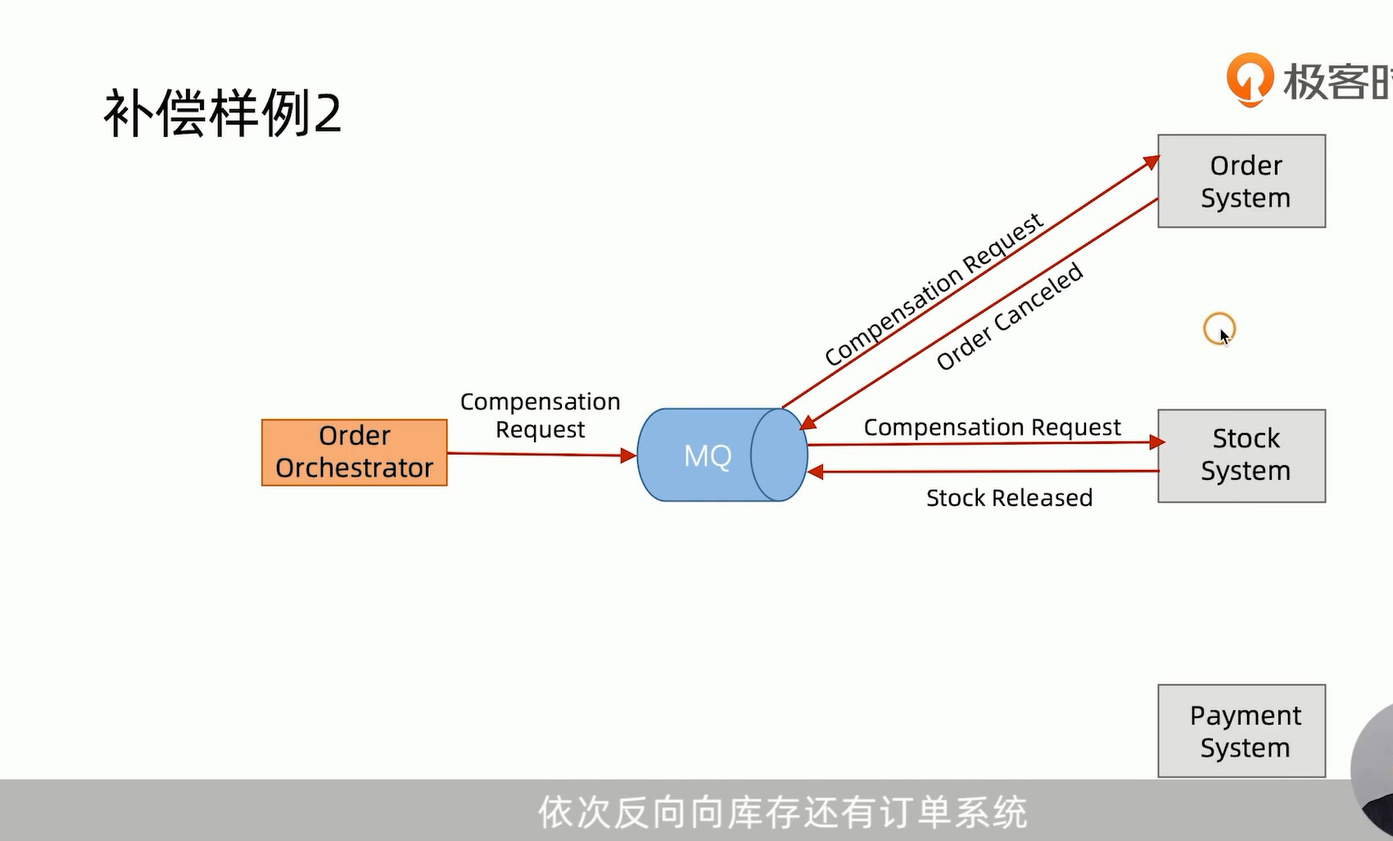 极客时
补偿样例2
Order
System
Compensation Request
Order Canceled
Compensation
Request
Order
Orchestrator
MQ
Compensation Request
Stock
System
Stock Released
Payment
System
依次反向向库存还有订单系统